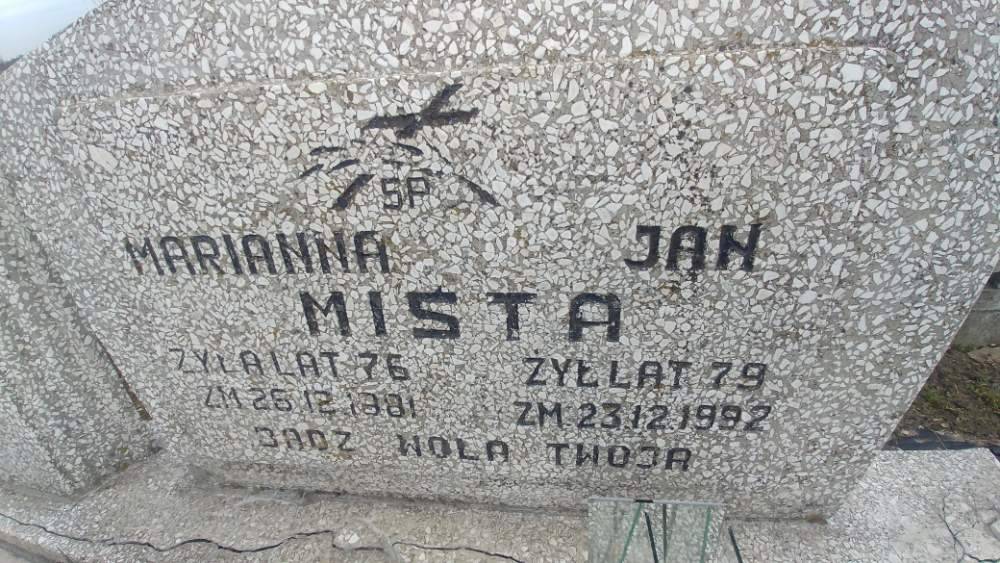 SP
MARIANNA JAN
MISTA
ŻYŁA LAT 76 ŻYŁ LAT 79
ZM 26.12.1981 ZM 23.12.1992
BĄDŹ WOLA TWOJA